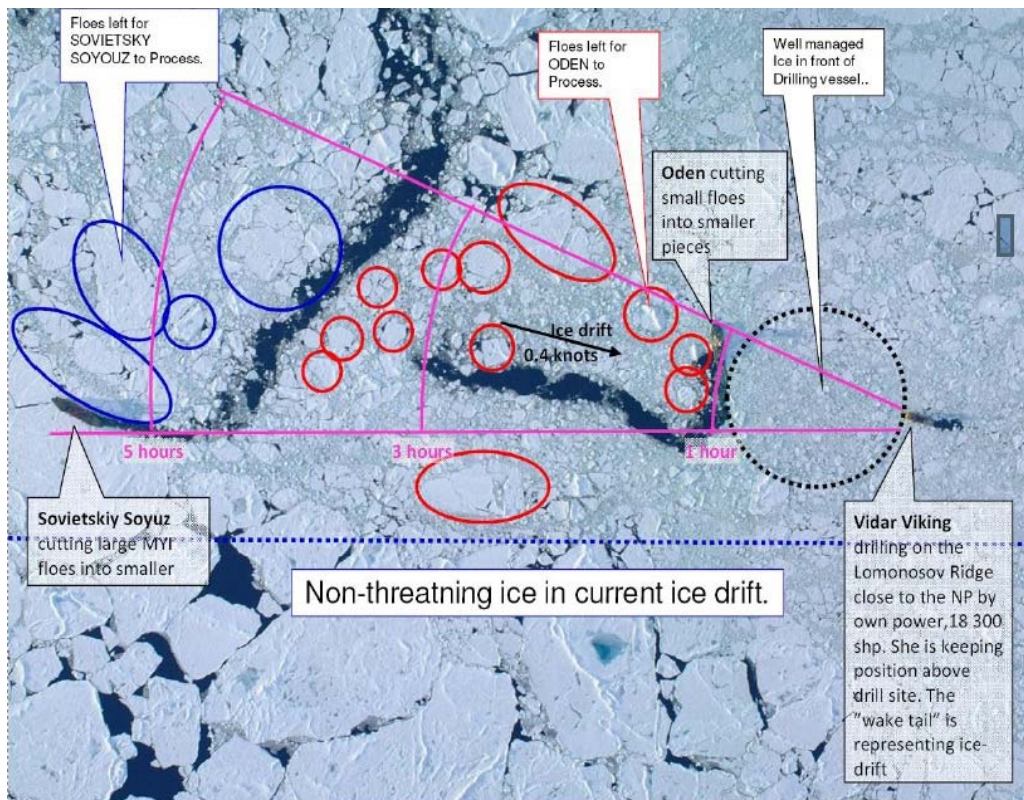 Floes left for
SOVIETSKY
SOYOUZ to Process.
Floes left for
ODEN to
Process.
Well managed
Ice in front of
Drilling vessel..
Oden cutting
small floes
into smaller
pieces
Ice drift
0.4 knots
5 hours
3 hours
1 hour
Sovietskiy Soyuz
cutting large MYI
floes into smaller
Vidar Viking
drilling on the
Lomonosov Ridge
close to the NP by
own power,18 300
shp. She is keeping
position above
drill site. The
"wake tail" is
representing ice-
drift
Non-threatning ice in current ice drift.